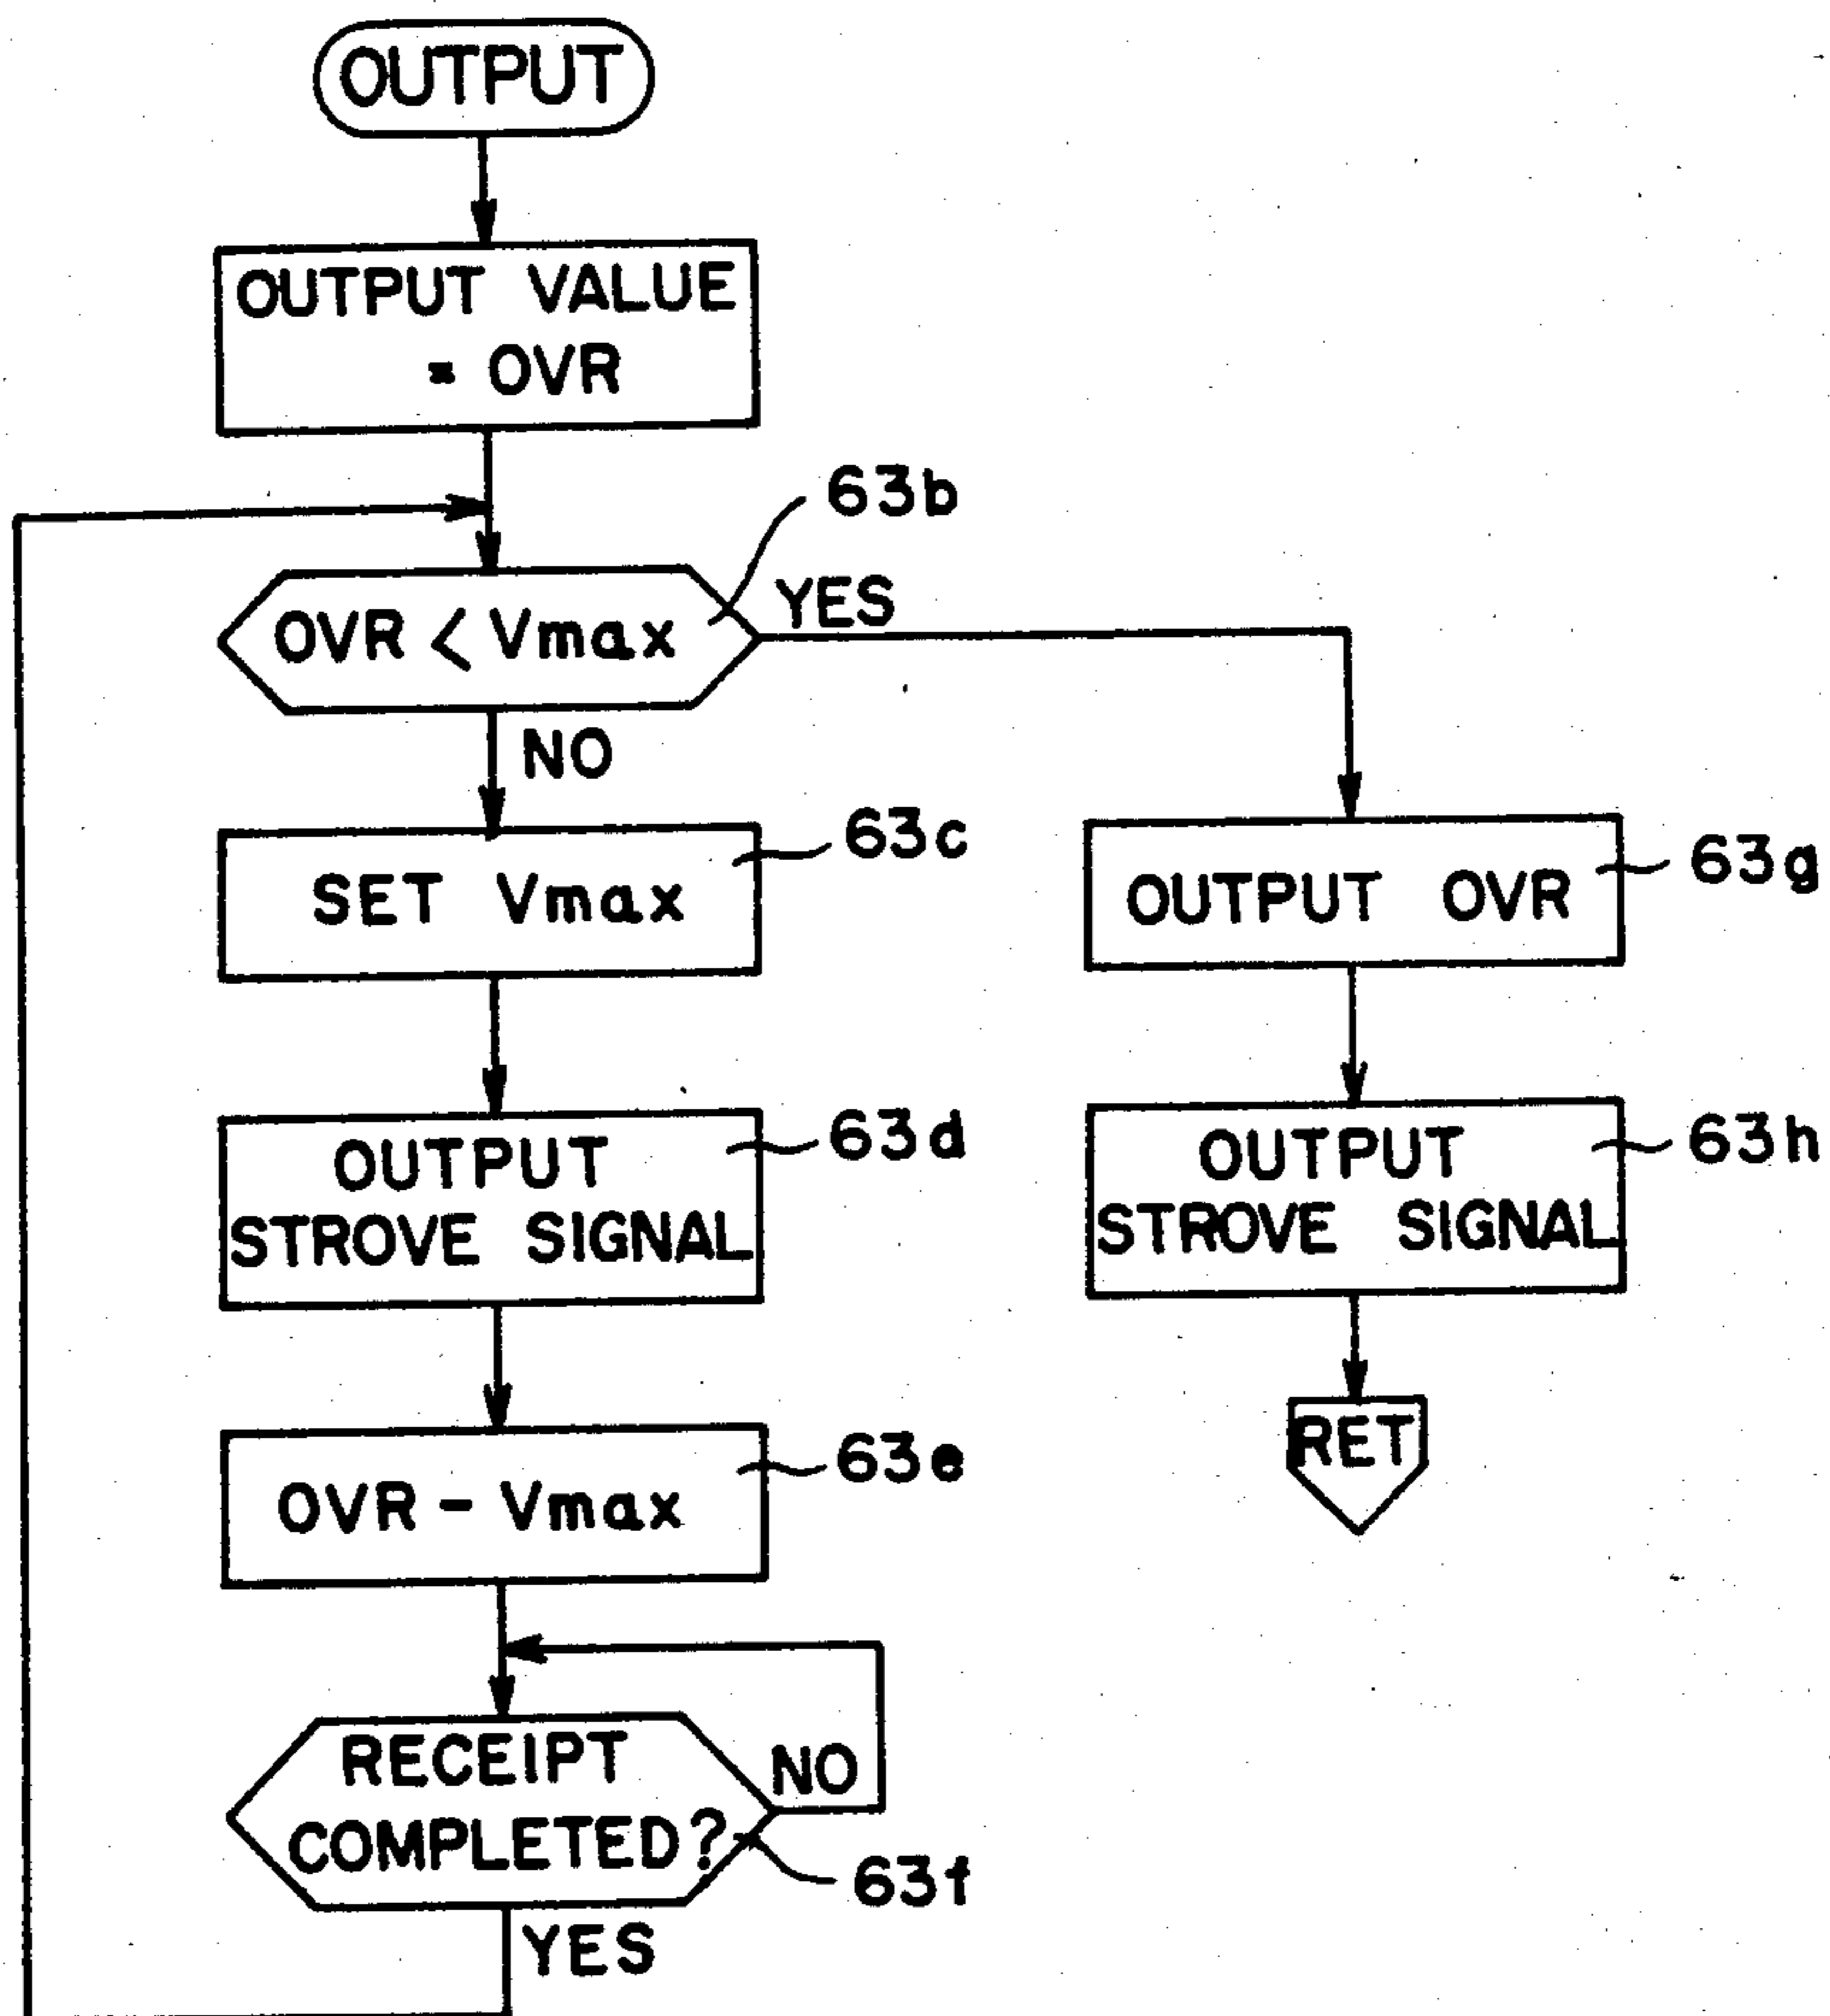 OUTPUT
OUTPUT VALUE
= OVR
63b
OVR < Vmax
YES
NO
63c
SET Vmax
OUTPUT OVR
63g
OUTPUT
STROVE SIGNAL
63d
OUTPUT
STROVE SIGNAL
63h
OVR - Vmax
63e
RET
RECEIPT
COMPLETED?
NO
63f
YES